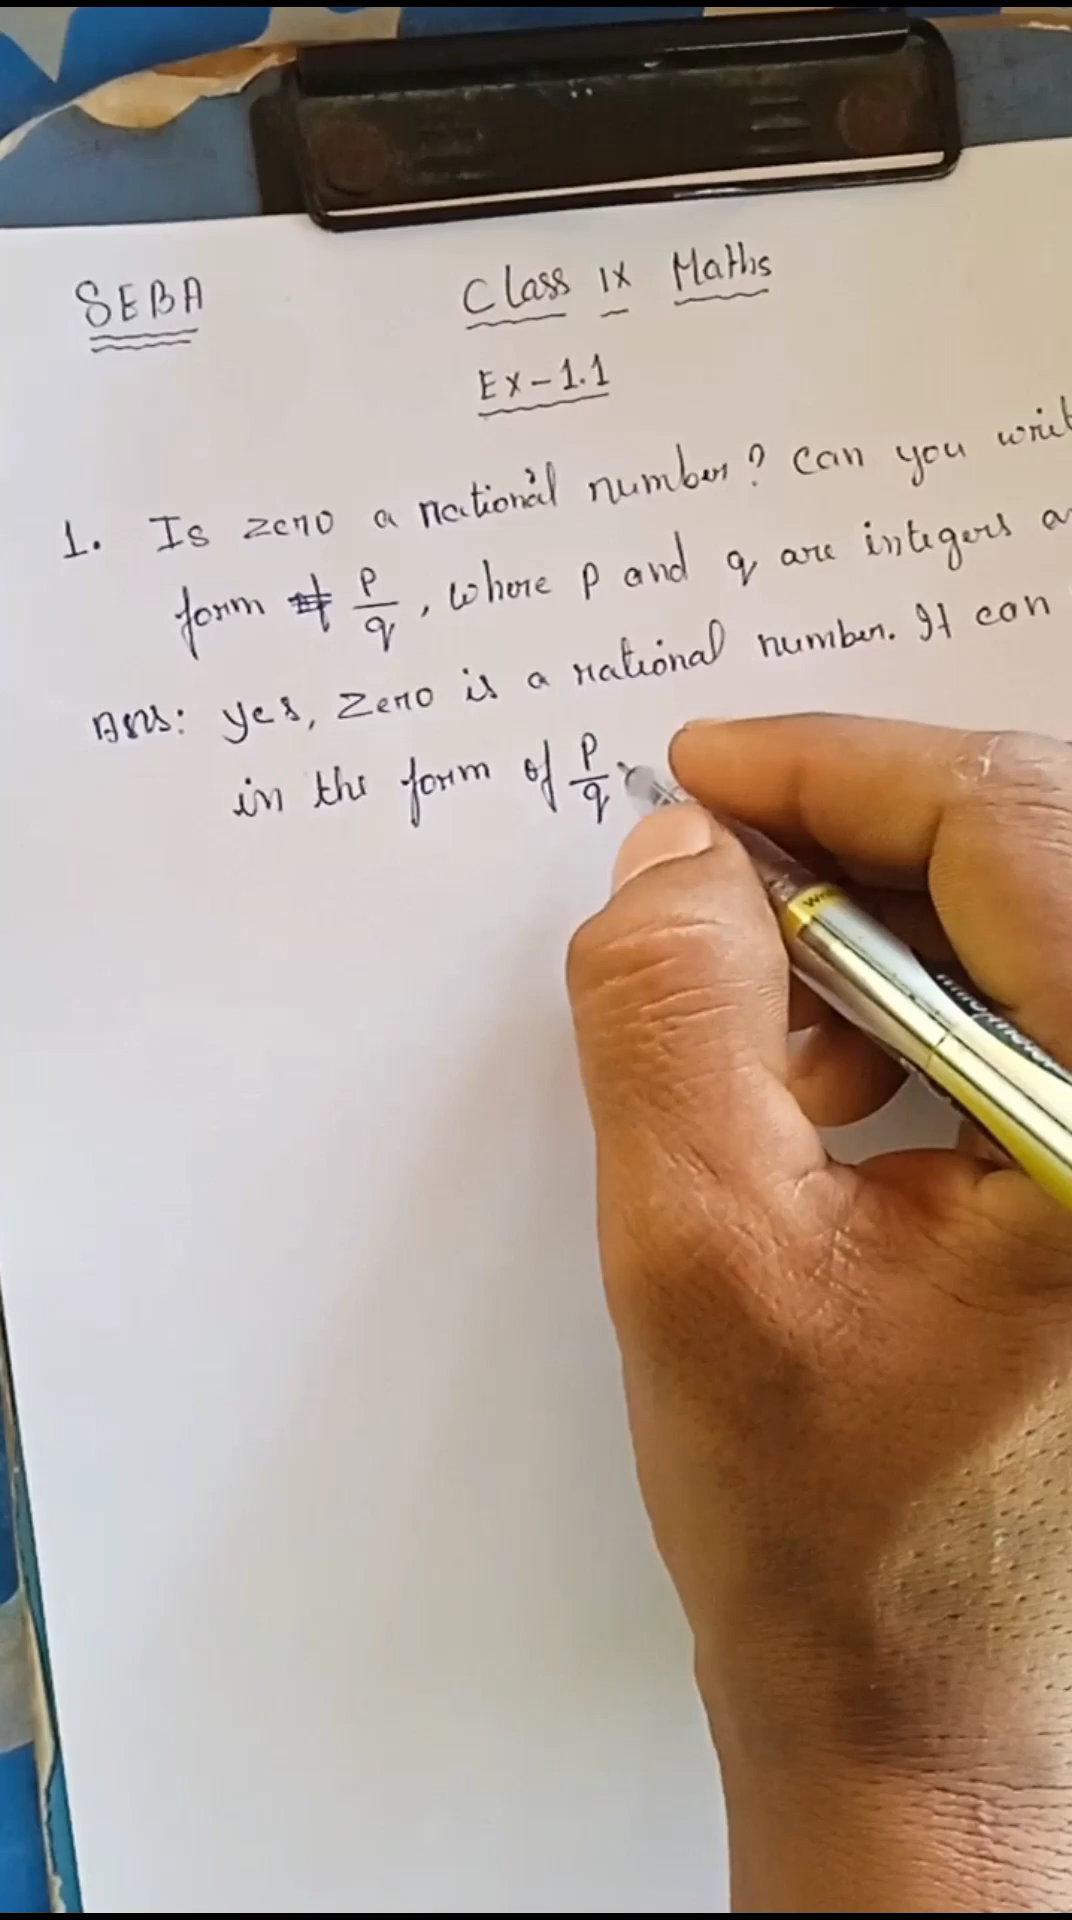 SEBA
Class IX Maths
Ex-1.1
1. Is zero a rational number? Can you
form p/q, where p and q are integers
Ans: yes, zero is a rational number. It can
in the form of p/q